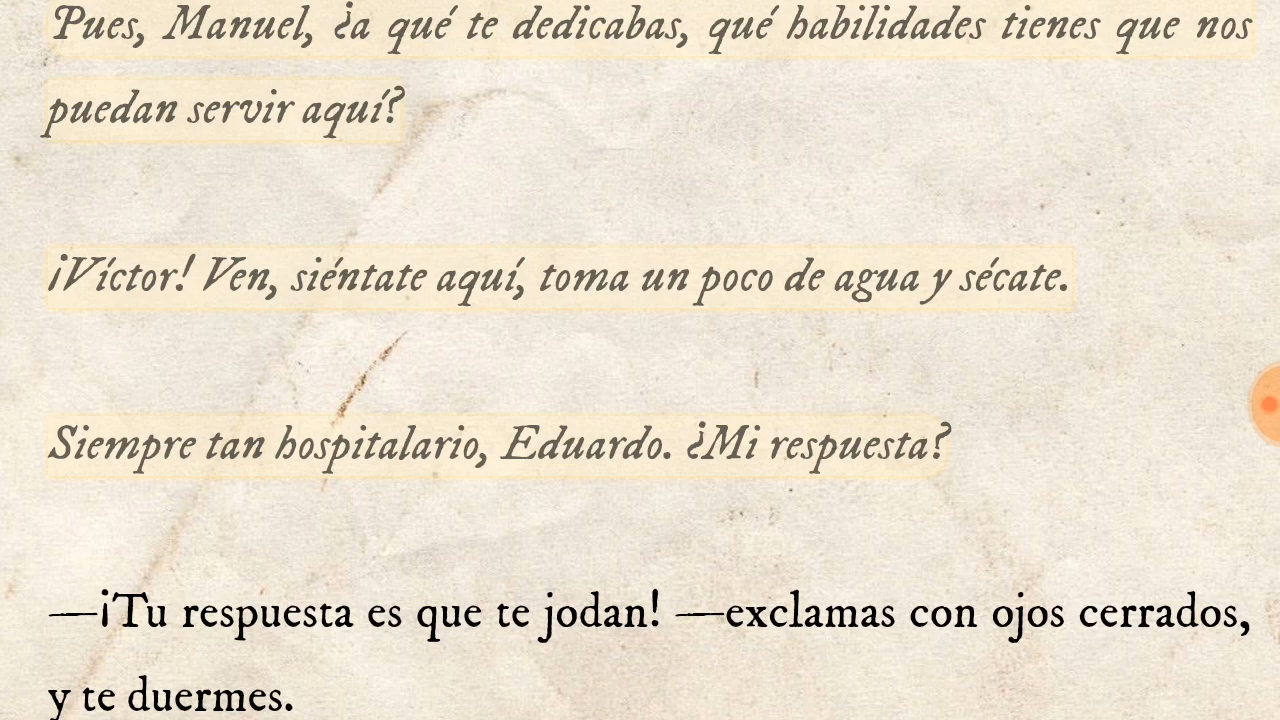 Pues, Manuel, ¿a qué te dedicabas, qué habilidades tienes que nos
puedan servir aquí?
¡Víctor! Ven, siéntate aquí, toma un poco de agua y sécate.
Siempre tan hospitalario, Eduardo. ¿Mi respuesta?
—¡Tu respuesta es que te jodan! —exclamas con ojos cerrados,
y te duermes.